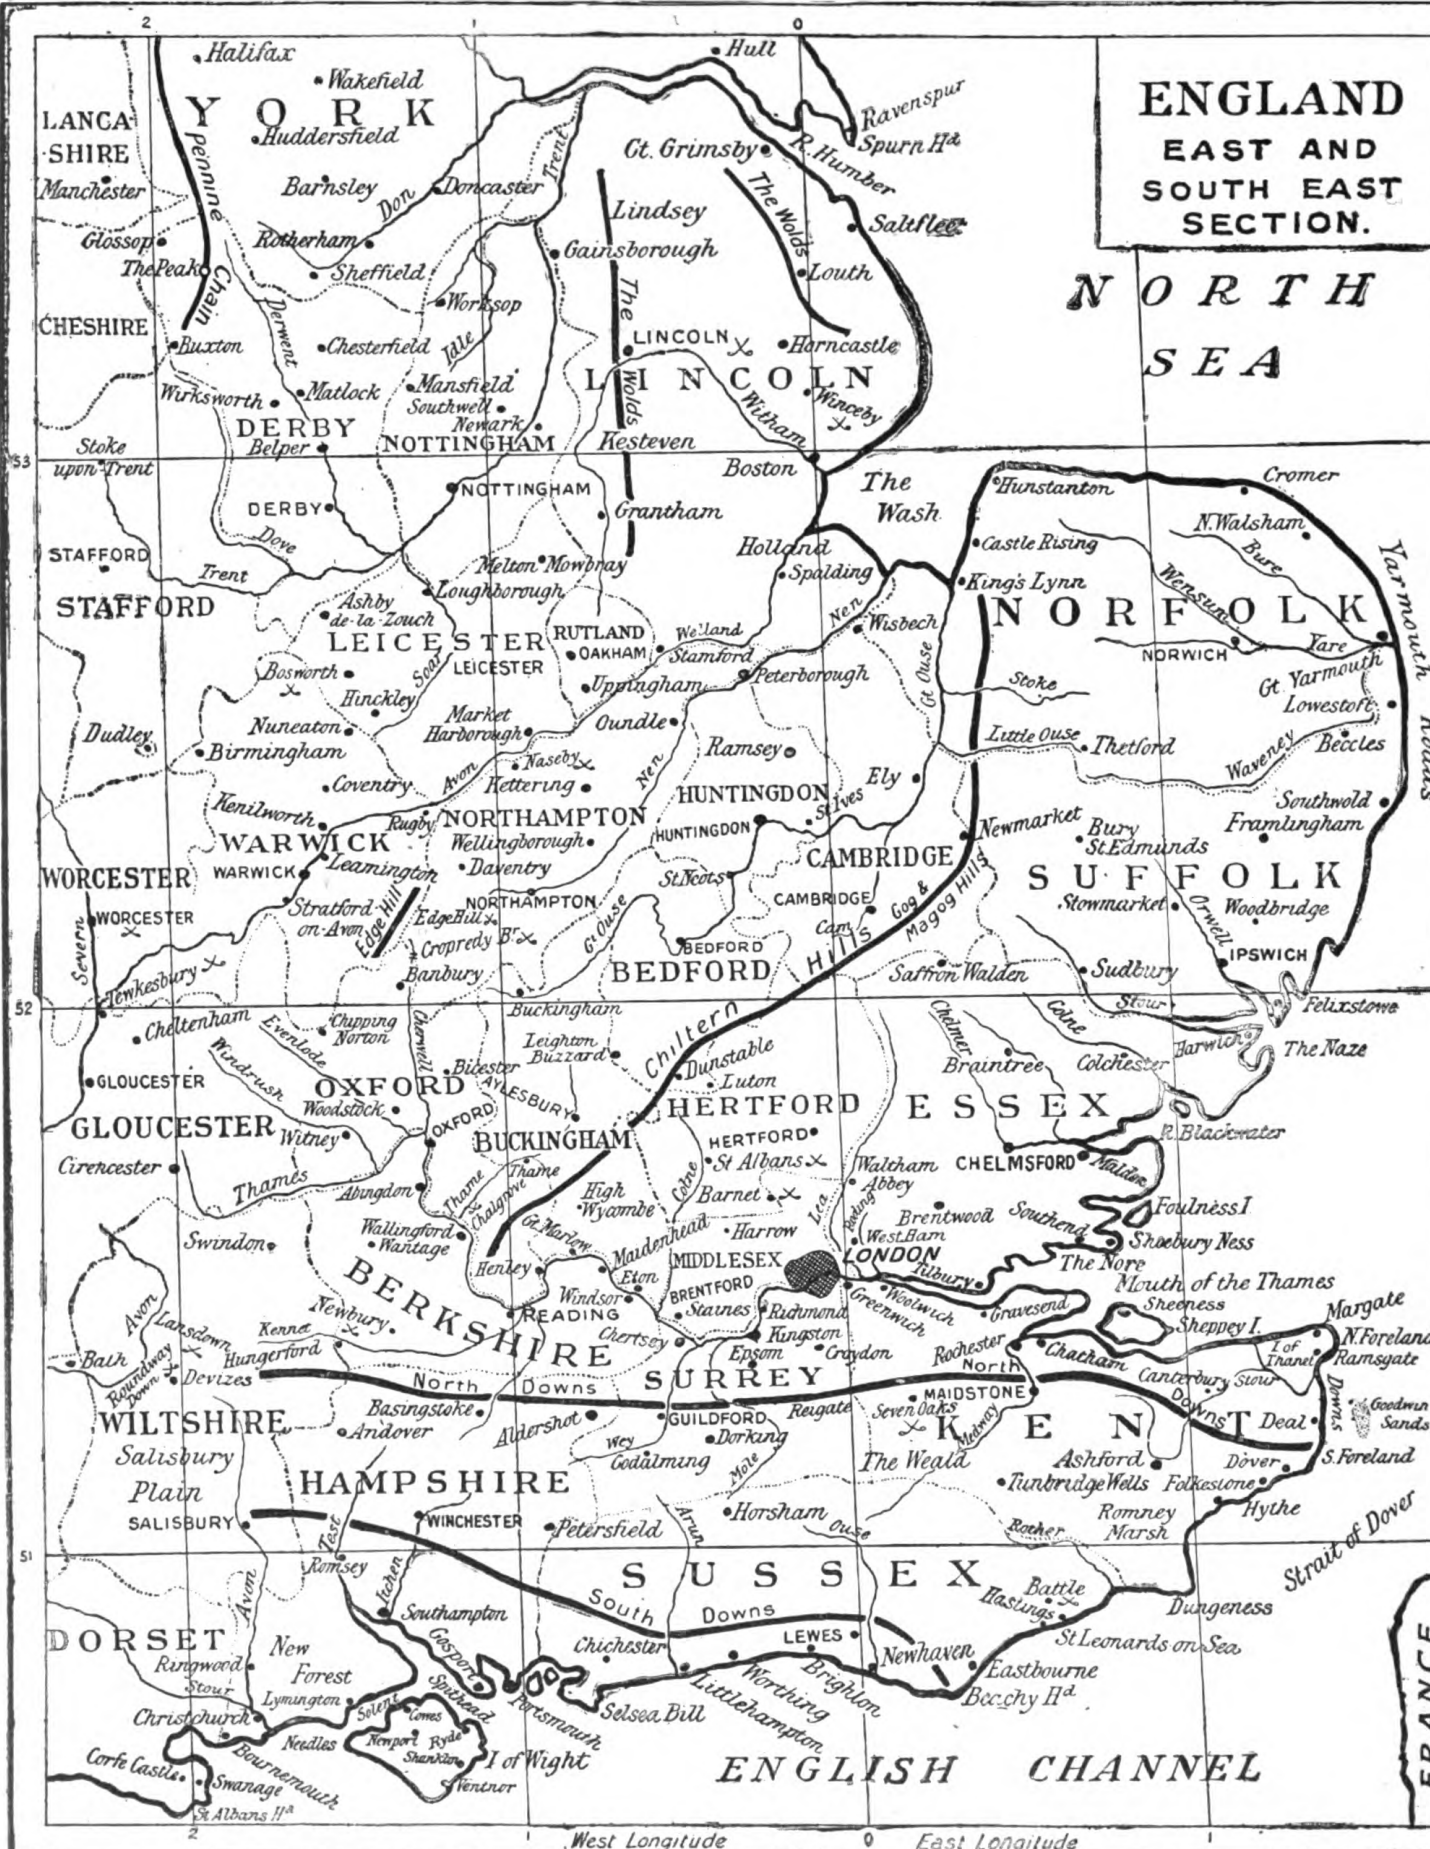 2
1
0
Halifax
Hull
Wakefield
YORK
LANCA-
SHIRE
Huddersfield
Manchester
Pennine
Chain
Barnsley
Don
Doncaster
Trent
Gt. Grimsby
R. Humber
Ravenspur
Spurn Hd
ENGLAND
EAST AND
SOUTH EAST
SECTION.
Lindsey
The Wolds
Saltfleet
Glossop
Rotherham
Gainsborough
The Peak
Sheffield
Louth
NORTH
SEA
Worksop
The
Wolds
CHESHIRE
Derwent
Buxton
Chesterfield
Idle
LINCOLN
Horncastle
LINCOLN
Wirksworth
Matlock
Mansfield
Southwell
Newark
Witham
Winceby
DERBY
Belper
NOTTINGHAM
Kesteven
Stoke
upon-Trent
53
Boston
The
Wash
Hunstanton
Cromer
NOTTINGHAM
DERBY
Grantham
N. Walsham
STAFFORD
Dove
Trent
Melton Mowbray
Holland
Spalding
Castle Rising
Bure
Wensum
Yarmouth
Roads
STAFFORD
Ashby
de-la-Zouch
Loughborough
King's Lynn
NORFOLK
LEICESTER
RUTLAND
OAKHAM
Welland
Stamford
Nen
Wisbech
Gt Ouse
NORWICH
Yare
Bosworth
Soar
LEICESTER
Uppingham
Peterborough
Stoke
Gt. Yarmouth
Hinckley
Lowestoft
Dudley
Nuneaton
Market
Harborough
Oundle
Birmingham
Ramsey
Little Ouse
Thetford
Waveney
Beccles
Coventry
Avon
Naseby
Kettering
Nen
Ely
Kenilworth
Rugby
NORTHAMPTON
HUNTINGDON
St Ives
HUNTINGDON
Southwold
Framlingham
WARWICK
Wellingborough
CAMBRIDGE
Newmarket
Bury
St. Edmunds
WORCESTER
WARWICK
Leamington
Daventry
St Neots
SUFFOLK
WORCESTER
Stratford
on-Avon
Edge Hill
Edge Hill
NORTHAMPTON
Gt Ouse
CAMBRIDGE
Cam
Gog &
Magog Hills
Stowmarket
Orwell
Woodbridge
Severn
Cropredy Br
BEDFORD
BEDFORD
IPSWICH
Tewkesbury
Banbury
Hills
Saffron Walden
Sudbury
52
Buckingham
Stour
Felixstowe
Cheltenham
Evenlode
Chipping
Norton
Cherwell
Leighton
Buzzard
Chiltern
Chelmer
Colne
Harwich
The Naze
Windrush
Bicester
Dunstable
Luton
Braintree
Colchester
GLOUCESTER
OXFORD
AYLESBURY
HERTFORD
ESSEX
Woodstock
GLOUCESTER
Witney
OXFORD
BUCKINGHAM
HERTFORD
R. Blackwater
Cirencester
Thame
St Albans
CHELMSFORD
Maldon
Thames
Abingdon
Thame
Chalgrove
Colne
Waltham
Abbey
High
Wycombe
Barnet
Lea
Roding
Brentwood
Southend
Foulness I.
Wallingford
Wantage
Gt. Marlow
Maidenhead
Harrow
West Ham
Swindon
Shoebury Ness
MIDDLESEX
LONDON
The Nore
BERKSHIRE
Henley
Eton
BRENTFORD
Tilbury
Mouth of the Thames
Avon
Lansdown
Newbury
Windsor
READING
Staines
Richmond
Greenwich
Woolwich
Gravesend
Sheerness
Sheppey I.
Margate
N. Foreland
Kennet
Hungerford
Chertsey
Kingston
Epsom
Croydon
Rochester
Chatham
I of
Thanet
Ramsgate
Bath
Roundway
Down
Devizes
North
Downs
SURREY
North
Downs
Canterbury
Stour
Downs
MAIDSTONE
WILTSHIRE
Basingstoke
Aldershot
GUILDFORD
Reigate
Seven Oaks
KENT
Deal
Goodwin
Sands
Salisbury
Plain
Andover
Wey
Godalming
Dorking
Mole
The Weald
Medway
Ashford
Dover
S. Foreland
HAMPSHIRE
Tunbridge Wells
Folkestone
SALISBURY
Test
WINCHESTER
Petersfield
Arun
Horsham
Ouse
Romney
Marsh
Hythe
51
Romsey
Itchen
Rother
Strait of Dover
SUSSEX
Avon
South
Downs
Battle
Hastings
Dungeness
DORSET
Southampton
Gosport
New
Forest
Chichester
LEWES
Newhaven
St Leonards on Sea
Ringwood
Stour
Lymington
Solent
Spithead
Portsmouth
Selsea Bill
Littlehampton
Worthing
Brighton
Eastbourne
Beachy Hd
Christchurch
Cowes
Needles
Newport
Ryde
Shanklin
I of Wight
Corfe Castle
Bournemouth
Ventnor
Swanage
St Albans Hd
ENGLISH CHANNEL
FRANCE
2
1
West Longitude
0
East Longitude
1